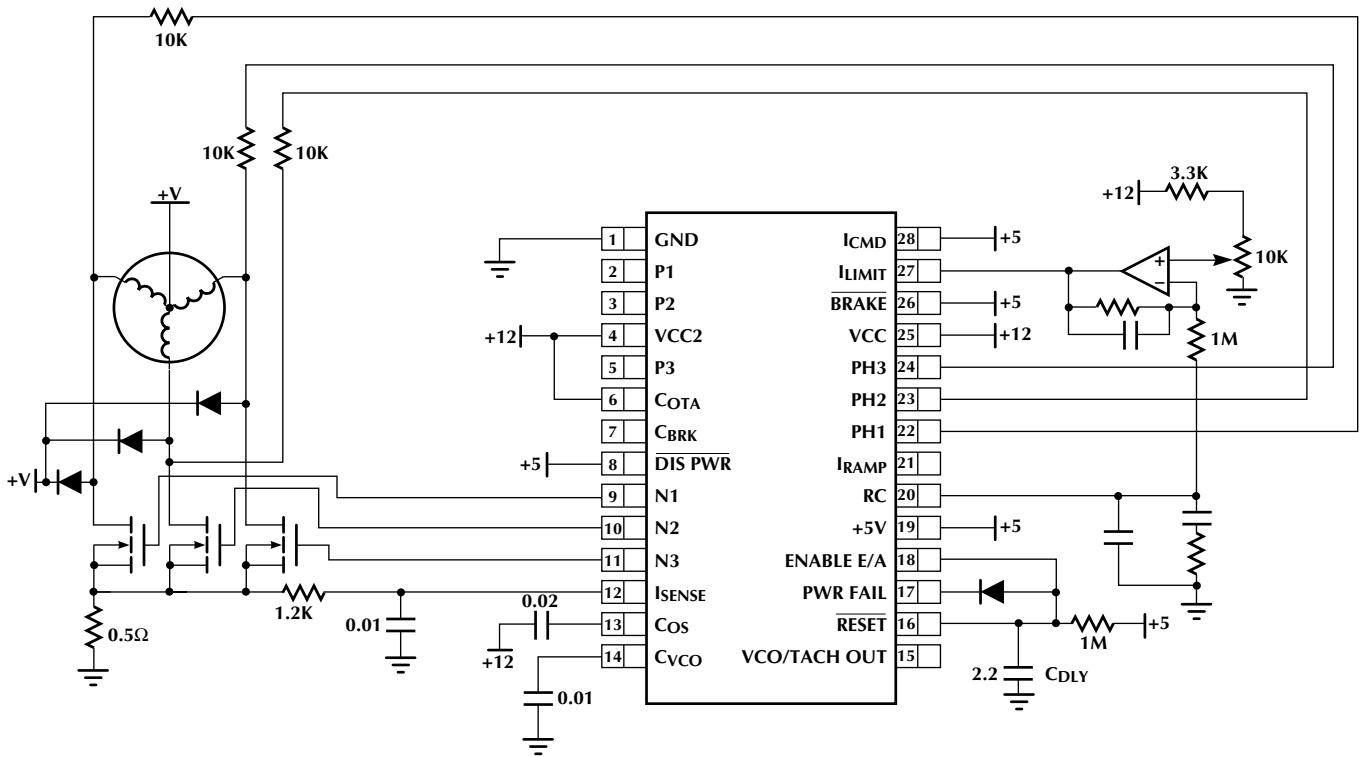 10K
10K
10K
+V
+V
0.5Ω
1.2K
0.01
+12
+5
0.02
+12
0.01
1 GND
2 P1
3 P2
4 VCC2
5 P3
6 COTA
7 CBRK
8 DIS PWR
9 N1
10 N2
11 N3
12 ISENSE
13 COS
14 CVCO
ICMD 28
ILIMIT 27
BRAKE 26
VCC 25
PH3 24
PH2 23
PH1 22
IRAMP 21
RC 20
+5V 19
ENABLE E/A 18
PWR FAIL 17
RESET 16
VCO/TACH OUT 15
+5
+5
+12
+5
+12
3.3K
10K
+
−
1M
1M
+5
2.2
CDLY